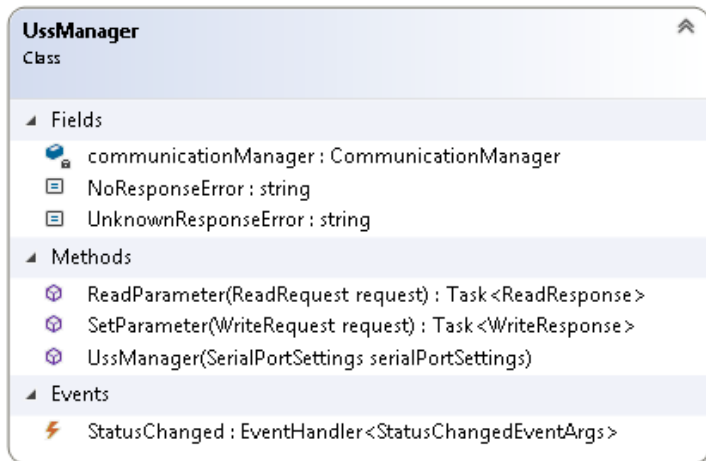 UssManager
Class
Fields
communicationManager : CommunicationManager
NoResponseError : string
UnknownResponseError : string
Methods
ReadParameter(ReadRequest request) : Task<ReadResponse>
SetParameter(WriteRequest request) : Task<WriteResponse>
UssManager(SerialPortSettings serialPortSettings)
Events
StatusChanged : EventHandler<StatusChangedEventArgs>